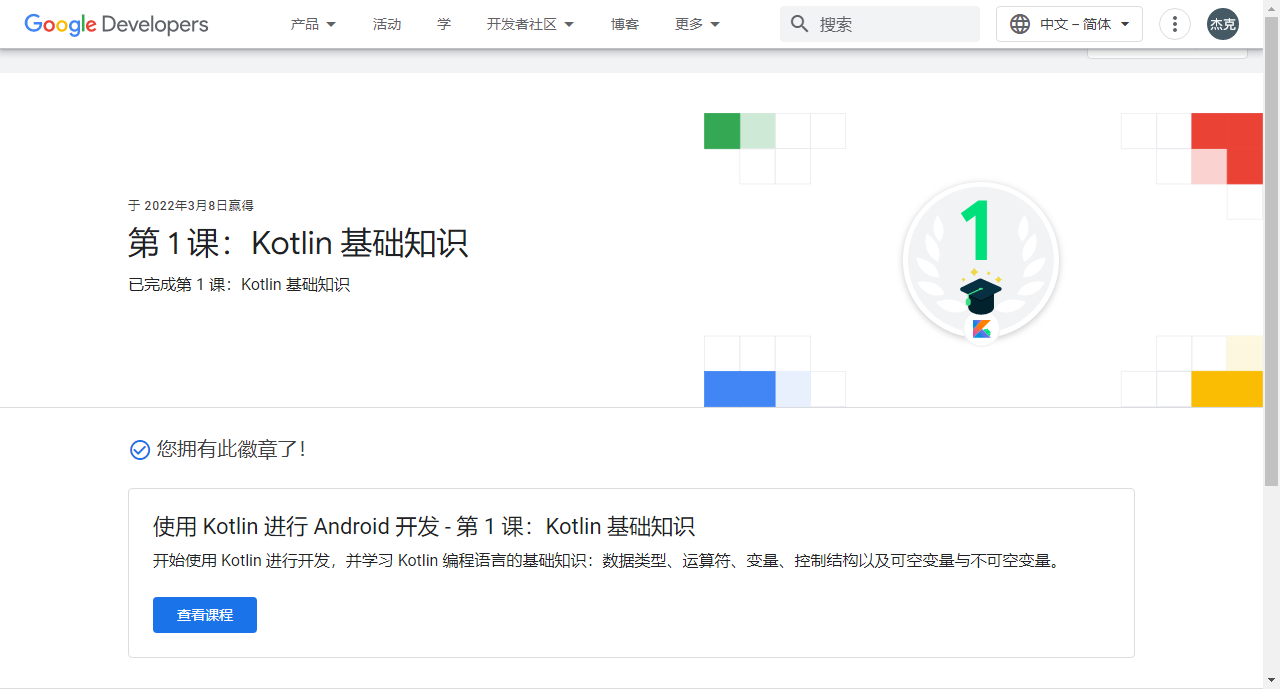 Google Developers 产品 活动 学 开发者社区 博客 更多 搜索 中文 – 简体 杰克
于 2022年3月8日赢得
第 1 课：Kotlin 基础知识
已完成第 1 课：Kotlin 基础知识
1
您拥有此徽章了！
使用 Kotlin 进行 Android 开发 - 第 1 课：Kotlin 基础知识
开始使用 Kotlin 进行开发，并学习 Kotlin 编程语言的基础知识：数据类型、运算符、变量、控制结构以及可空变量与不可空变量。
查看课程